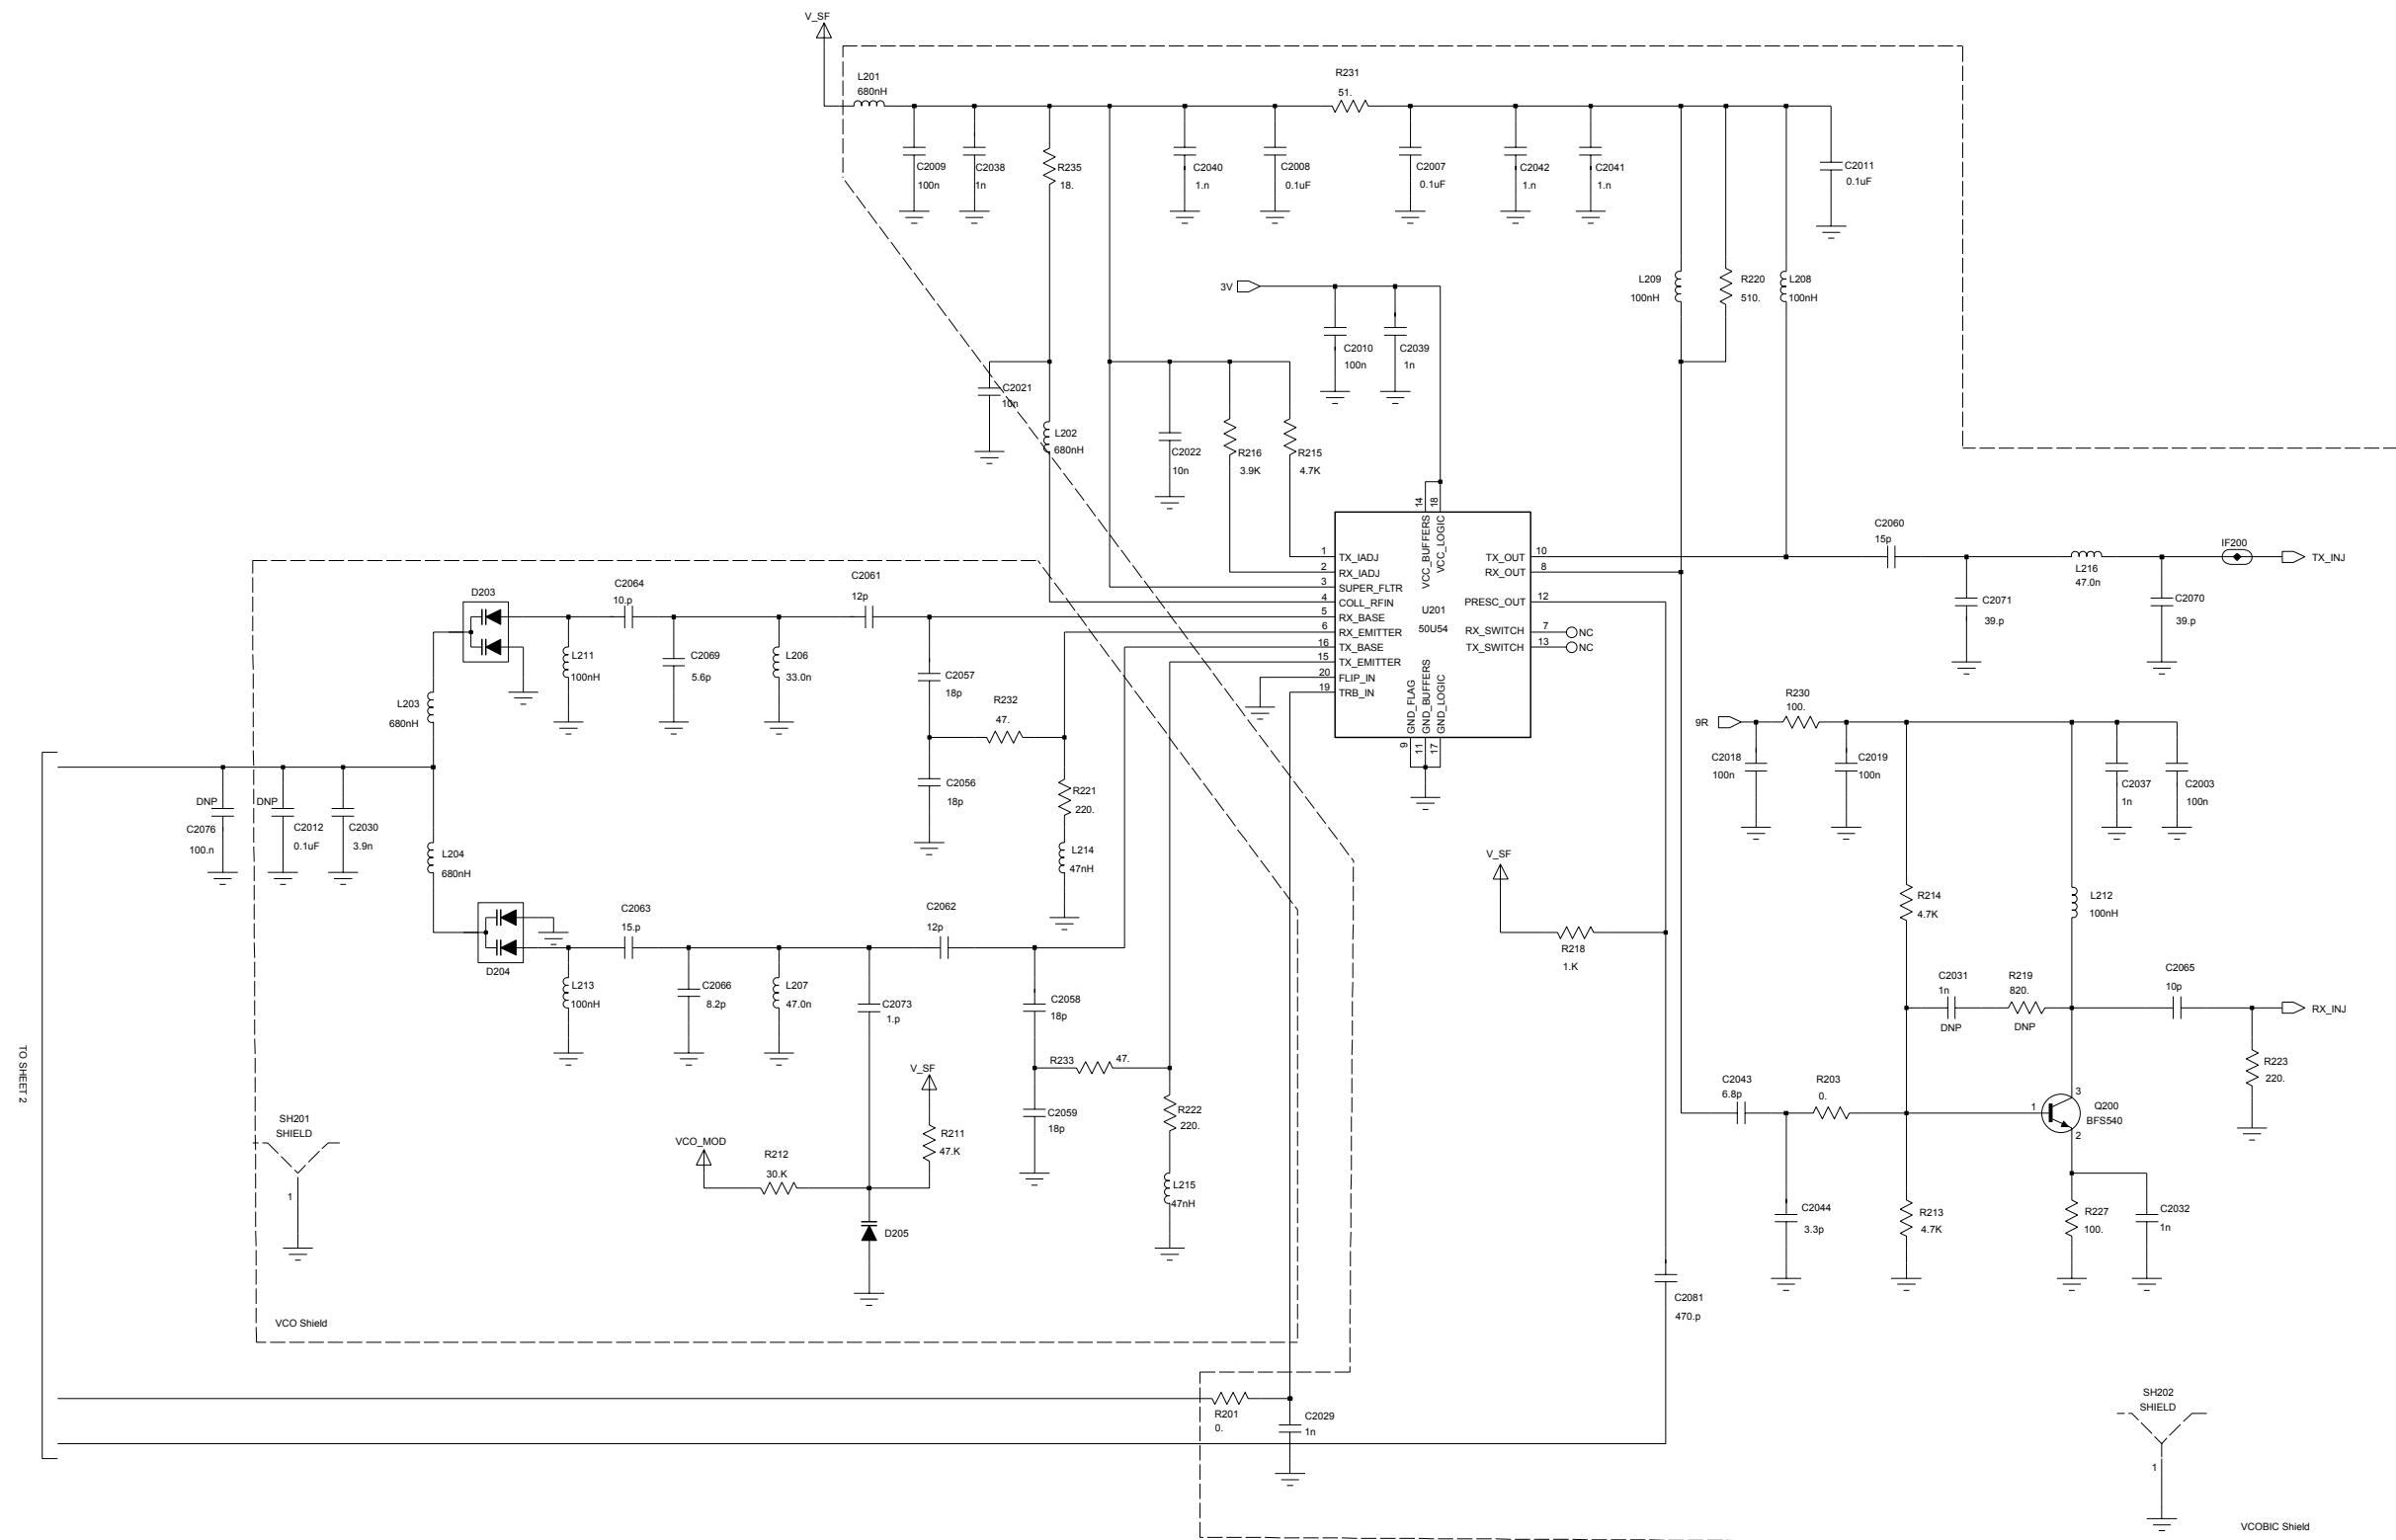 V_SF
L201
680nH
R231
51.
C2009
100n
C2038
1n
R235
18.
C2040
1.n
C2008
0.1uF
C2007
0.1uF
C2042
1.n
C2041
1.n
C2011
0.1uF
3V
C2010
100n
C2039
1n
L209
100nH
R220
510.
L208
100nH
C2021
10n
L202
680nH
C2022
10n
R216
3.9K
R215
4.7K
14
18
VCC_BUFFERS
VCC_LOGIC
1
TX_IADJ
2
RX_IADJ
3
SUPER_FLTR
4
COLL_RFIN
5
RX_BASE
6
RX_EMITTER
16
TX_BASE
15
TX_EMITTER
20
FLIP_IN
19
TRB_IN
U201
50U54
TX_OUT
10
RX_OUT
8
PRESC_OUT
12
RX_SWITCH
7
NC
TX_SWITCH
13
NC
GND_FLAG
GND_BUFFERS
GND_LOGIC
9
11
17
C2060
15p
C2071
39.p
L216
47.0n
C2070
39.p
IF200
TX_INJ
D203
C2064
10.p
C2061
12p
L211
100nH
C2069
5.6p
L206
33.0n
C2057
18p
R232
47.
L203
680nH
C2056
18p
R221
220.
L214
47nH
DNP
C2076
100.n
DNP
C2012
0.1uF
C2030
3.9n
L204
680nH
D204
C2063
15.p
C2062
12p
L213
100nH
C2066
8.2p
L207
47.0n
C2073
1.p
C2058
18p
R233
47.
C2059
18p
R222
220.
L215
47nH
V_SF
R211
47.K
VCO_MOD
R212
30.K
D205
TO SHEET 2
SH201
SHIELD
1
VCO Shield
9R
R230
100.
C2018
100n
C2019
100n
C2037
1n
C2003
100n
V_SF
R218
1.K
R214
4.7K
L212
100nH
C2031
1n
DNP
R219
820.
DNP
C2065
10p
RX_INJ
R223
220.
C2043
6.8p
R203
0.
1
3
2
Q200
BFS540
C2044
3.3p
R213
4.7K
R227
100.
C2032
1n
C2081
470.p
R201
0.
C2029
1n
SH202
SHIELD
1
VCOBIC Shield